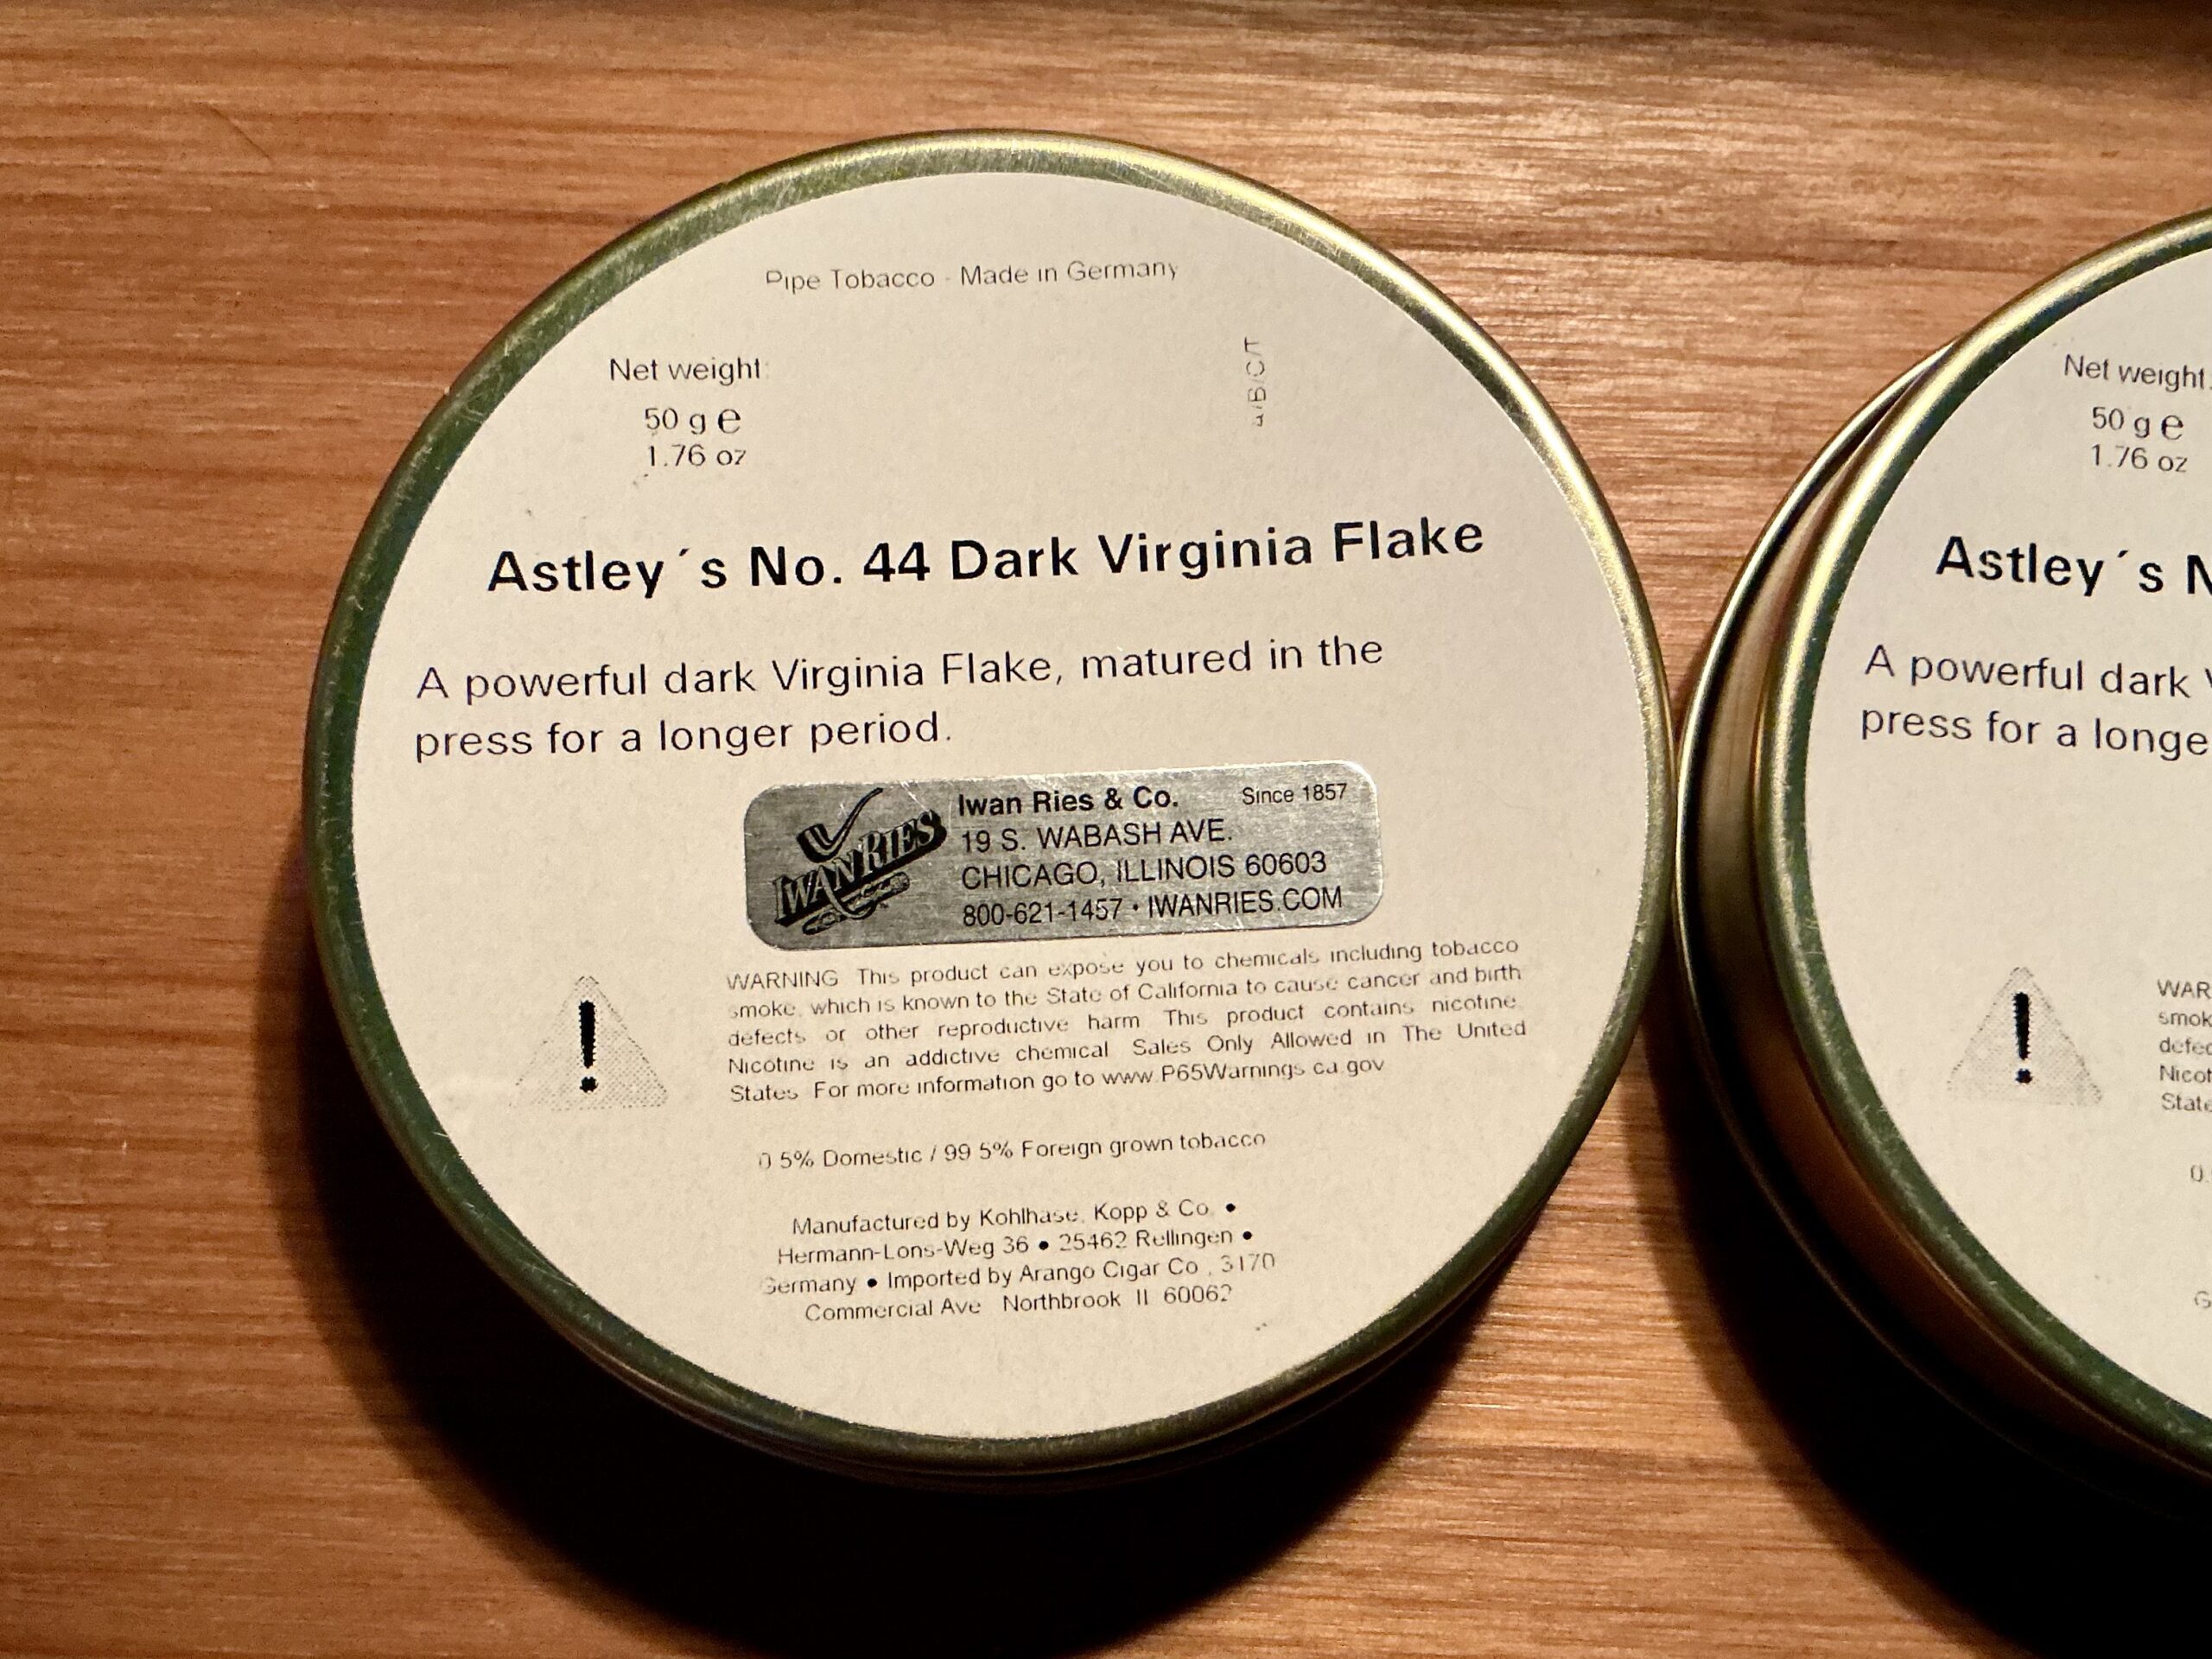 Pipe Tobacco - Made in Germany
Net weight:
50 g e
1.76 oz
Astley´s No. 44 Dark Virginia Flake
A powerful dark Virginia Flake, matured in the
press for a longer period.
IWAN RIES
Iwan Ries & Co. Since 1857
19 S. WABASH AVE.
CHICAGO, ILLINOIS 60603
800-621-1457 • IWANRIES.COM
WARNING This product can expose you to chemicals including tobacco
smoke, which is known to the State of California to cause cancer and birth
defects or other reproductive harm This product contains nicotine.
Nicotine is an addictive chemical Sales Only Allowed in The United
States For more information go to www.P65Warnings.ca.gov
!
0.5% Domestic / 99.5% Foreign grown tobacco
Manufactured by Kohlhase, Kopp & Co. •
Hermann-Lons-Weg 36 • 25462 Rellingen •
Germany • Imported by Arango Cigar Co., 3170
Commercial Ave Northbrook Il 60062
Net weight:
50 g e
1.76 oz
Astley´s N
A powerful dark
press for a longe
!
WAR
smok
defec
Nicot
State
0.
G